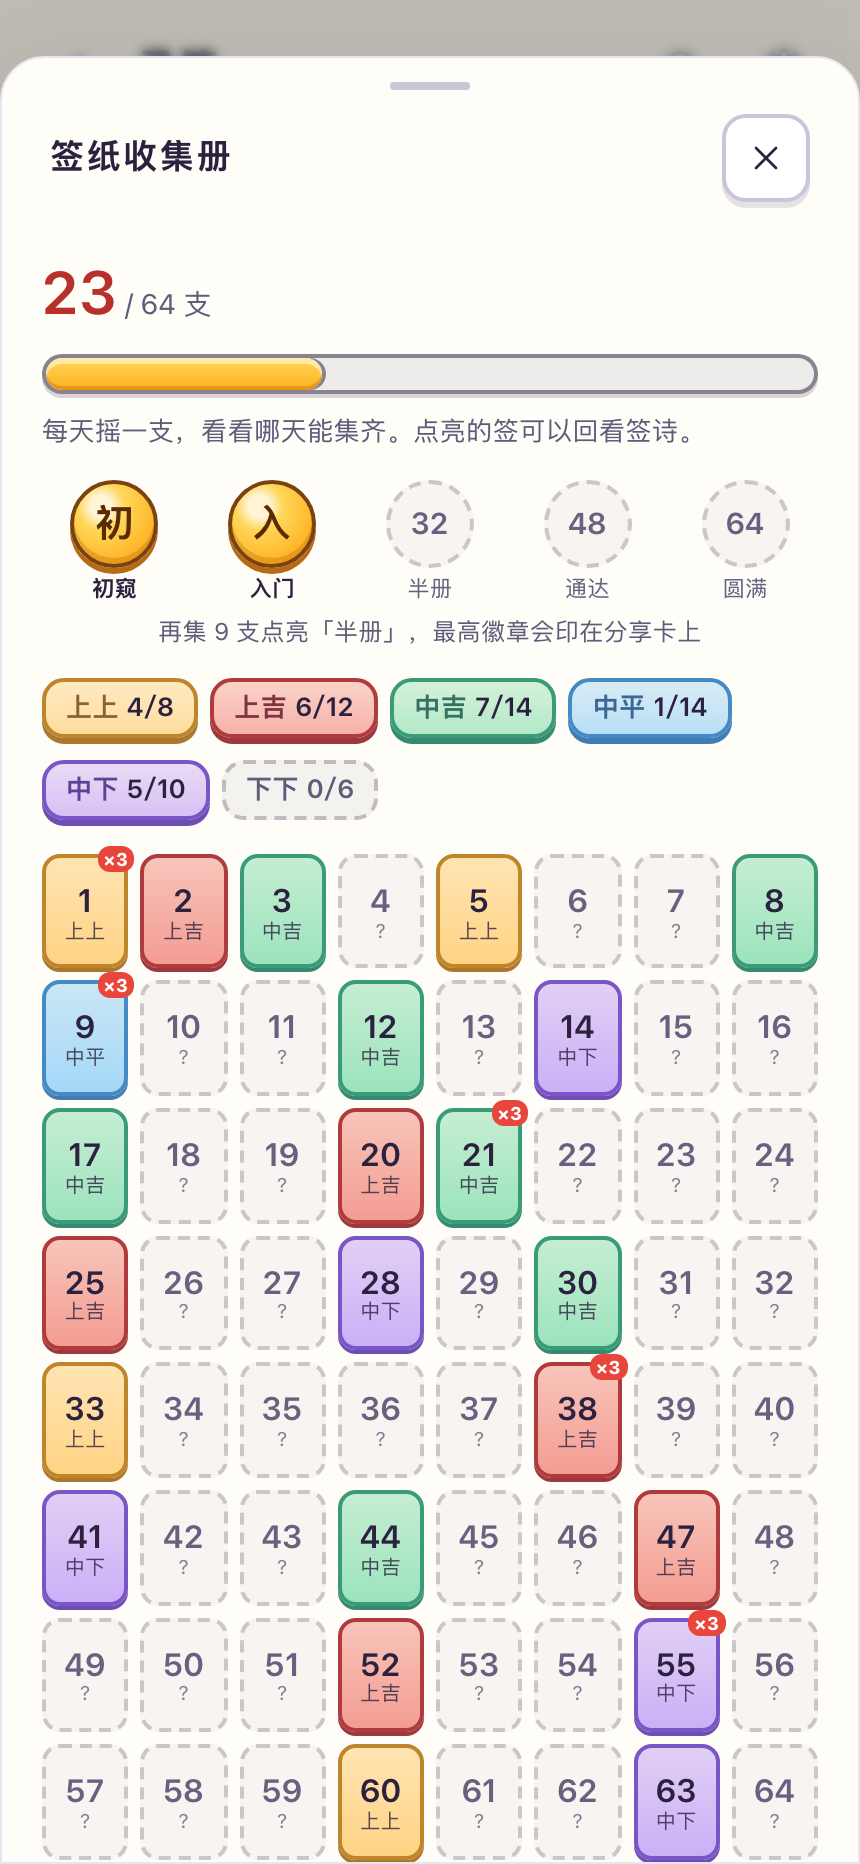 签纸收集册
23 / 64 支
每天摇一支，看看哪天能集齐。点亮的签可以回看签诗。
初 入 32 48 64
初窥 入门 半册 通达 圆满
再集 9 支点亮「半册」，最高徽章会印在分享卡上
上上 4/8 上吉 6/12 中吉 7/14 中平 1/14
中下 5/10 下下 0/6
×3
1 2 3 4 5 6 7 8
上上 上吉 中吉 ? 上上 ? ? 中吉
×3
9 10 11 12 13 14 15 16
中平 ? ? 中吉 ? 中下 ? ?
×3
17 18 19 20 21 22 23 24
中吉 ? ? 上吉 中吉 ? ? ?
25 26 27 28 29 30 31 32
上吉 ? ? 中下 ? 中吉 ? ?
×3
33 34 35 36 37 38 39 40
上上 ? ? ? ? 上吉 ? ?
41 42 43 44 45 46 47 48
中下 ? ? 中吉 ? ? 上吉 ?
×3
49 50 51 52 53 54 55 56
? ? ? 上吉 ? ? 中下 ?
57 58 59 60 61 62 63 64
? ? ? 上上 ? ? 中下 ?